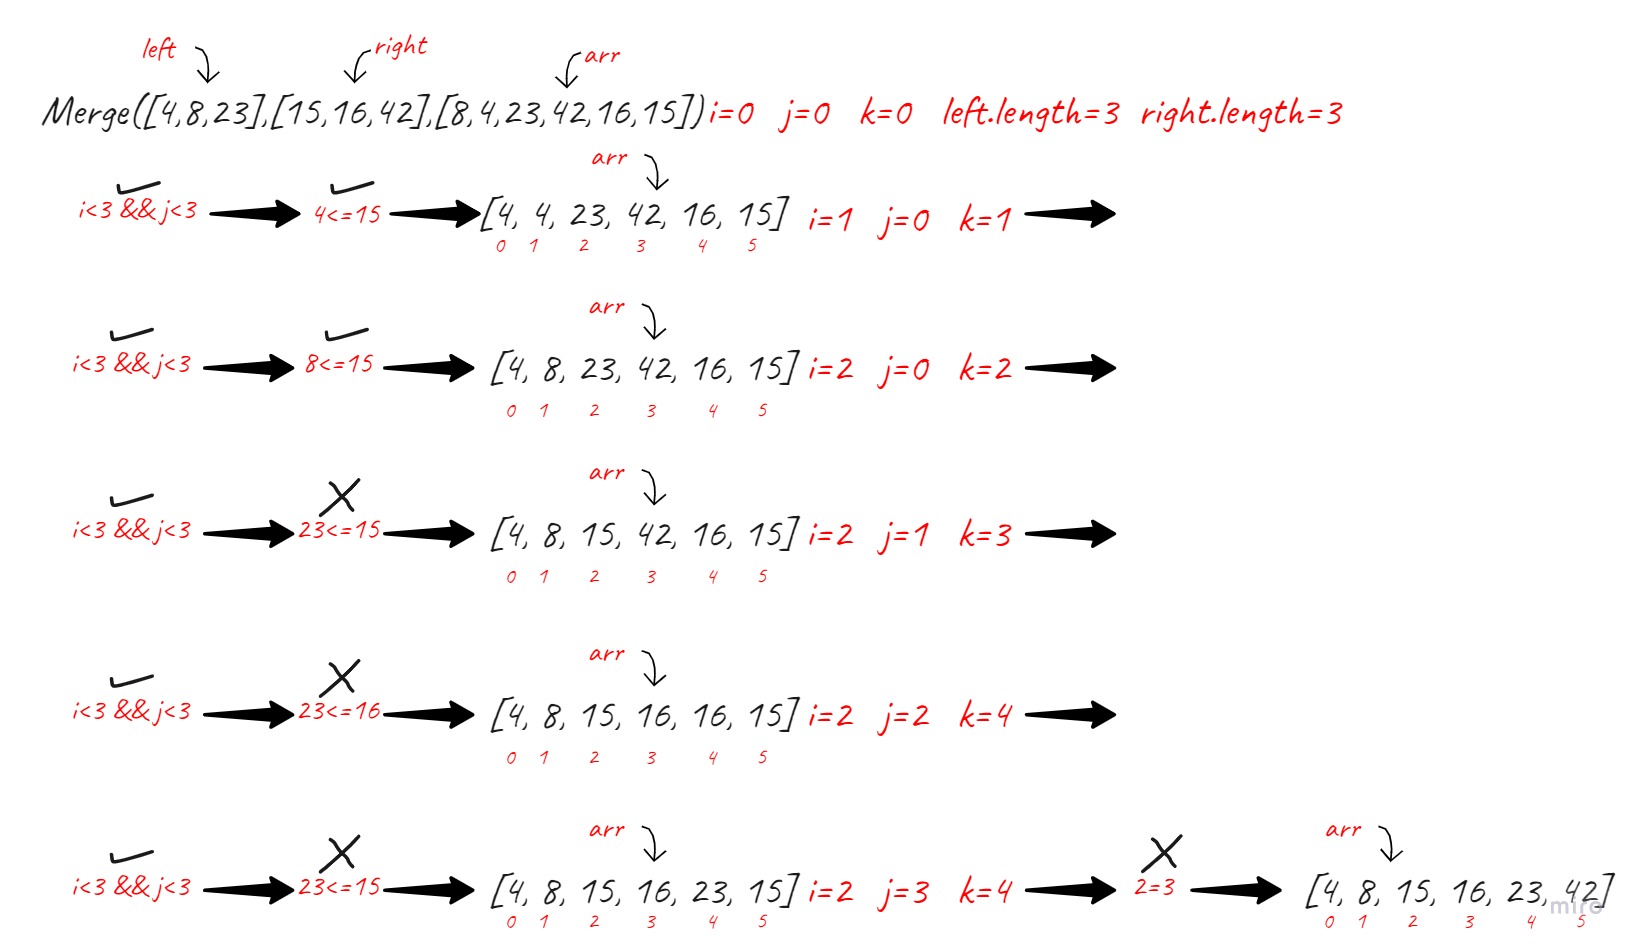 left right arr
Merge([4,8,23],[15,16,42],[8,4,23,42,16,15]) i=0 j=0 k=0 left.length=3 right.length=3
arr
i<3 && j<3 4<=15 [4, 4, 23, 42, 16, 15] i=1 j=0 k=1
0 1 2 3 4 5
arr
i<3 && j<3 8<=15 [4, 8, 23, 42, 16, 15] i=2 j=0 k=2
0 1 2 3 4 5
arr
i<3 && j<3 23<=15 [4, 8, 15, 42, 16, 15] i=2 j=1 k=3
0 1 2 3 4 5
arr
i<3 && j<3 23<=16 [4, 8, 15, 16, 16, 15] i=2 j=2 k=4
0 1 2 3 4 5
arr arr
i<3 && j<3 23<=15 [4, 8, 15, 16, 23, 15] i=2 j=3 k=4 2=3 [4, 8, 15, 16, 23, 42]
0 1 2 3 4 5 0 1 2 3 4 5
miro